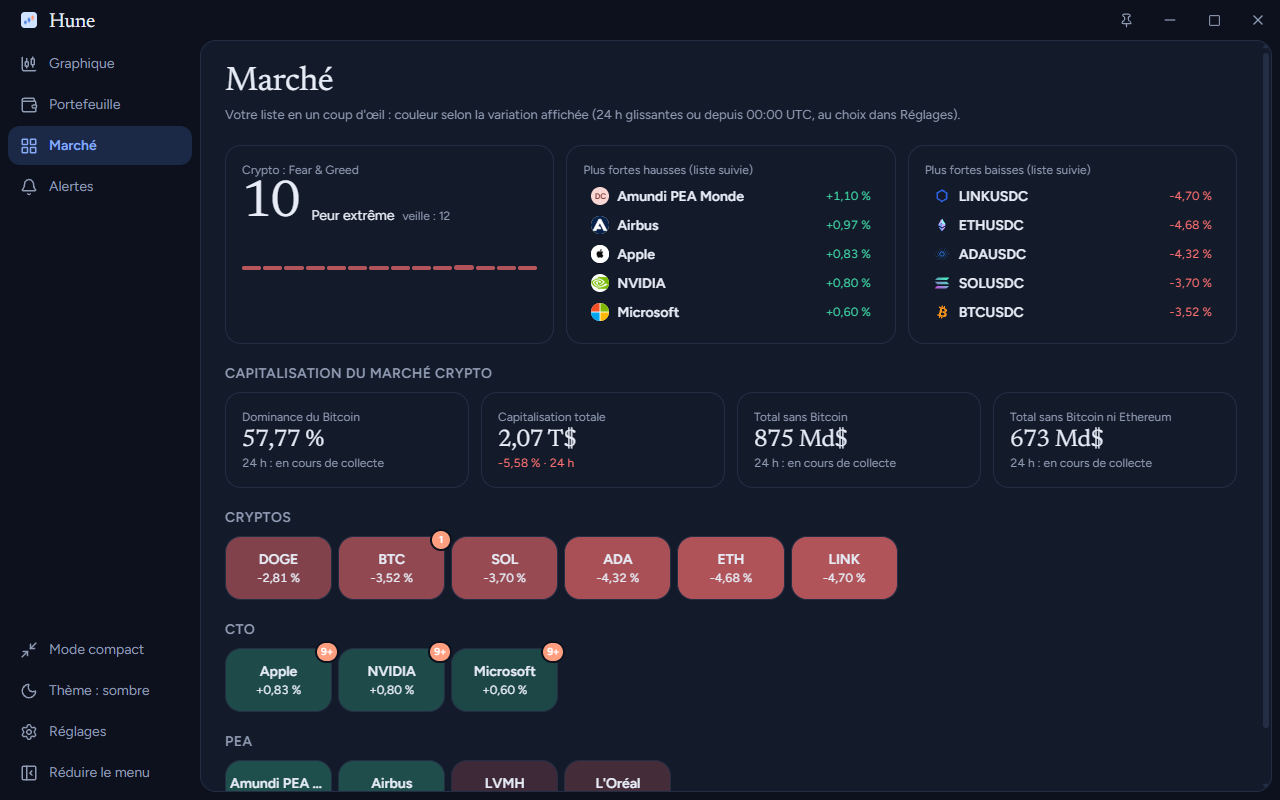 Hune
Graphique
Portefeuille
Marché
Alertes
Mode compact
Thème : sombre
Réglages
Réduire le menu
Marché
Votre liste en un coup d'œil : couleur selon la variation affichée (24 h glissantes ou depuis 00:00 UTC, au choix dans Réglages).
Crypto : Fear & Greed
10 Peur extrême veille : 12
Plus fortes hausses (liste suivie)
DC Amundi PEA Monde +1,10 %
Airbus +0,97 %
Apple +0,83 %
NVIDIA +0,80 %
Microsoft +0,60 %
Plus fortes baisses (liste suivie)
LINKUSDC -4,70 %
ETHUSDC -4,68 %
ADAUSDC -4,32 %
SOLUSDC -3,70 %
BTCUSDC -3,52 %
CAPITALISATION DU MARCHÉ CRYPTO
Dominance du Bitcoin
57,77 %
24 h : en cours de collecte
Capitalisation totale
2,07 T$
-5,58 % · 24 h
Total sans Bitcoin
875 Md$
24 h : en cours de collecte
Total sans Bitcoin ni Ethereum
673 Md$
24 h : en cours de collecte
CRYPTOS
DOGE
-2,81 %
1
BTC
-3,52 %
SOL
-3,70 %
ADA
-4,32 %
ETH
-4,68 %
LINK
-4,70 %
CTO
9+
Apple
+0,83 %
9+
NVIDIA
+0,80 %
9+
Microsoft
+0,60 %
PEA
Amundi PEA ...
Airbus
LVMH
L'Oréal